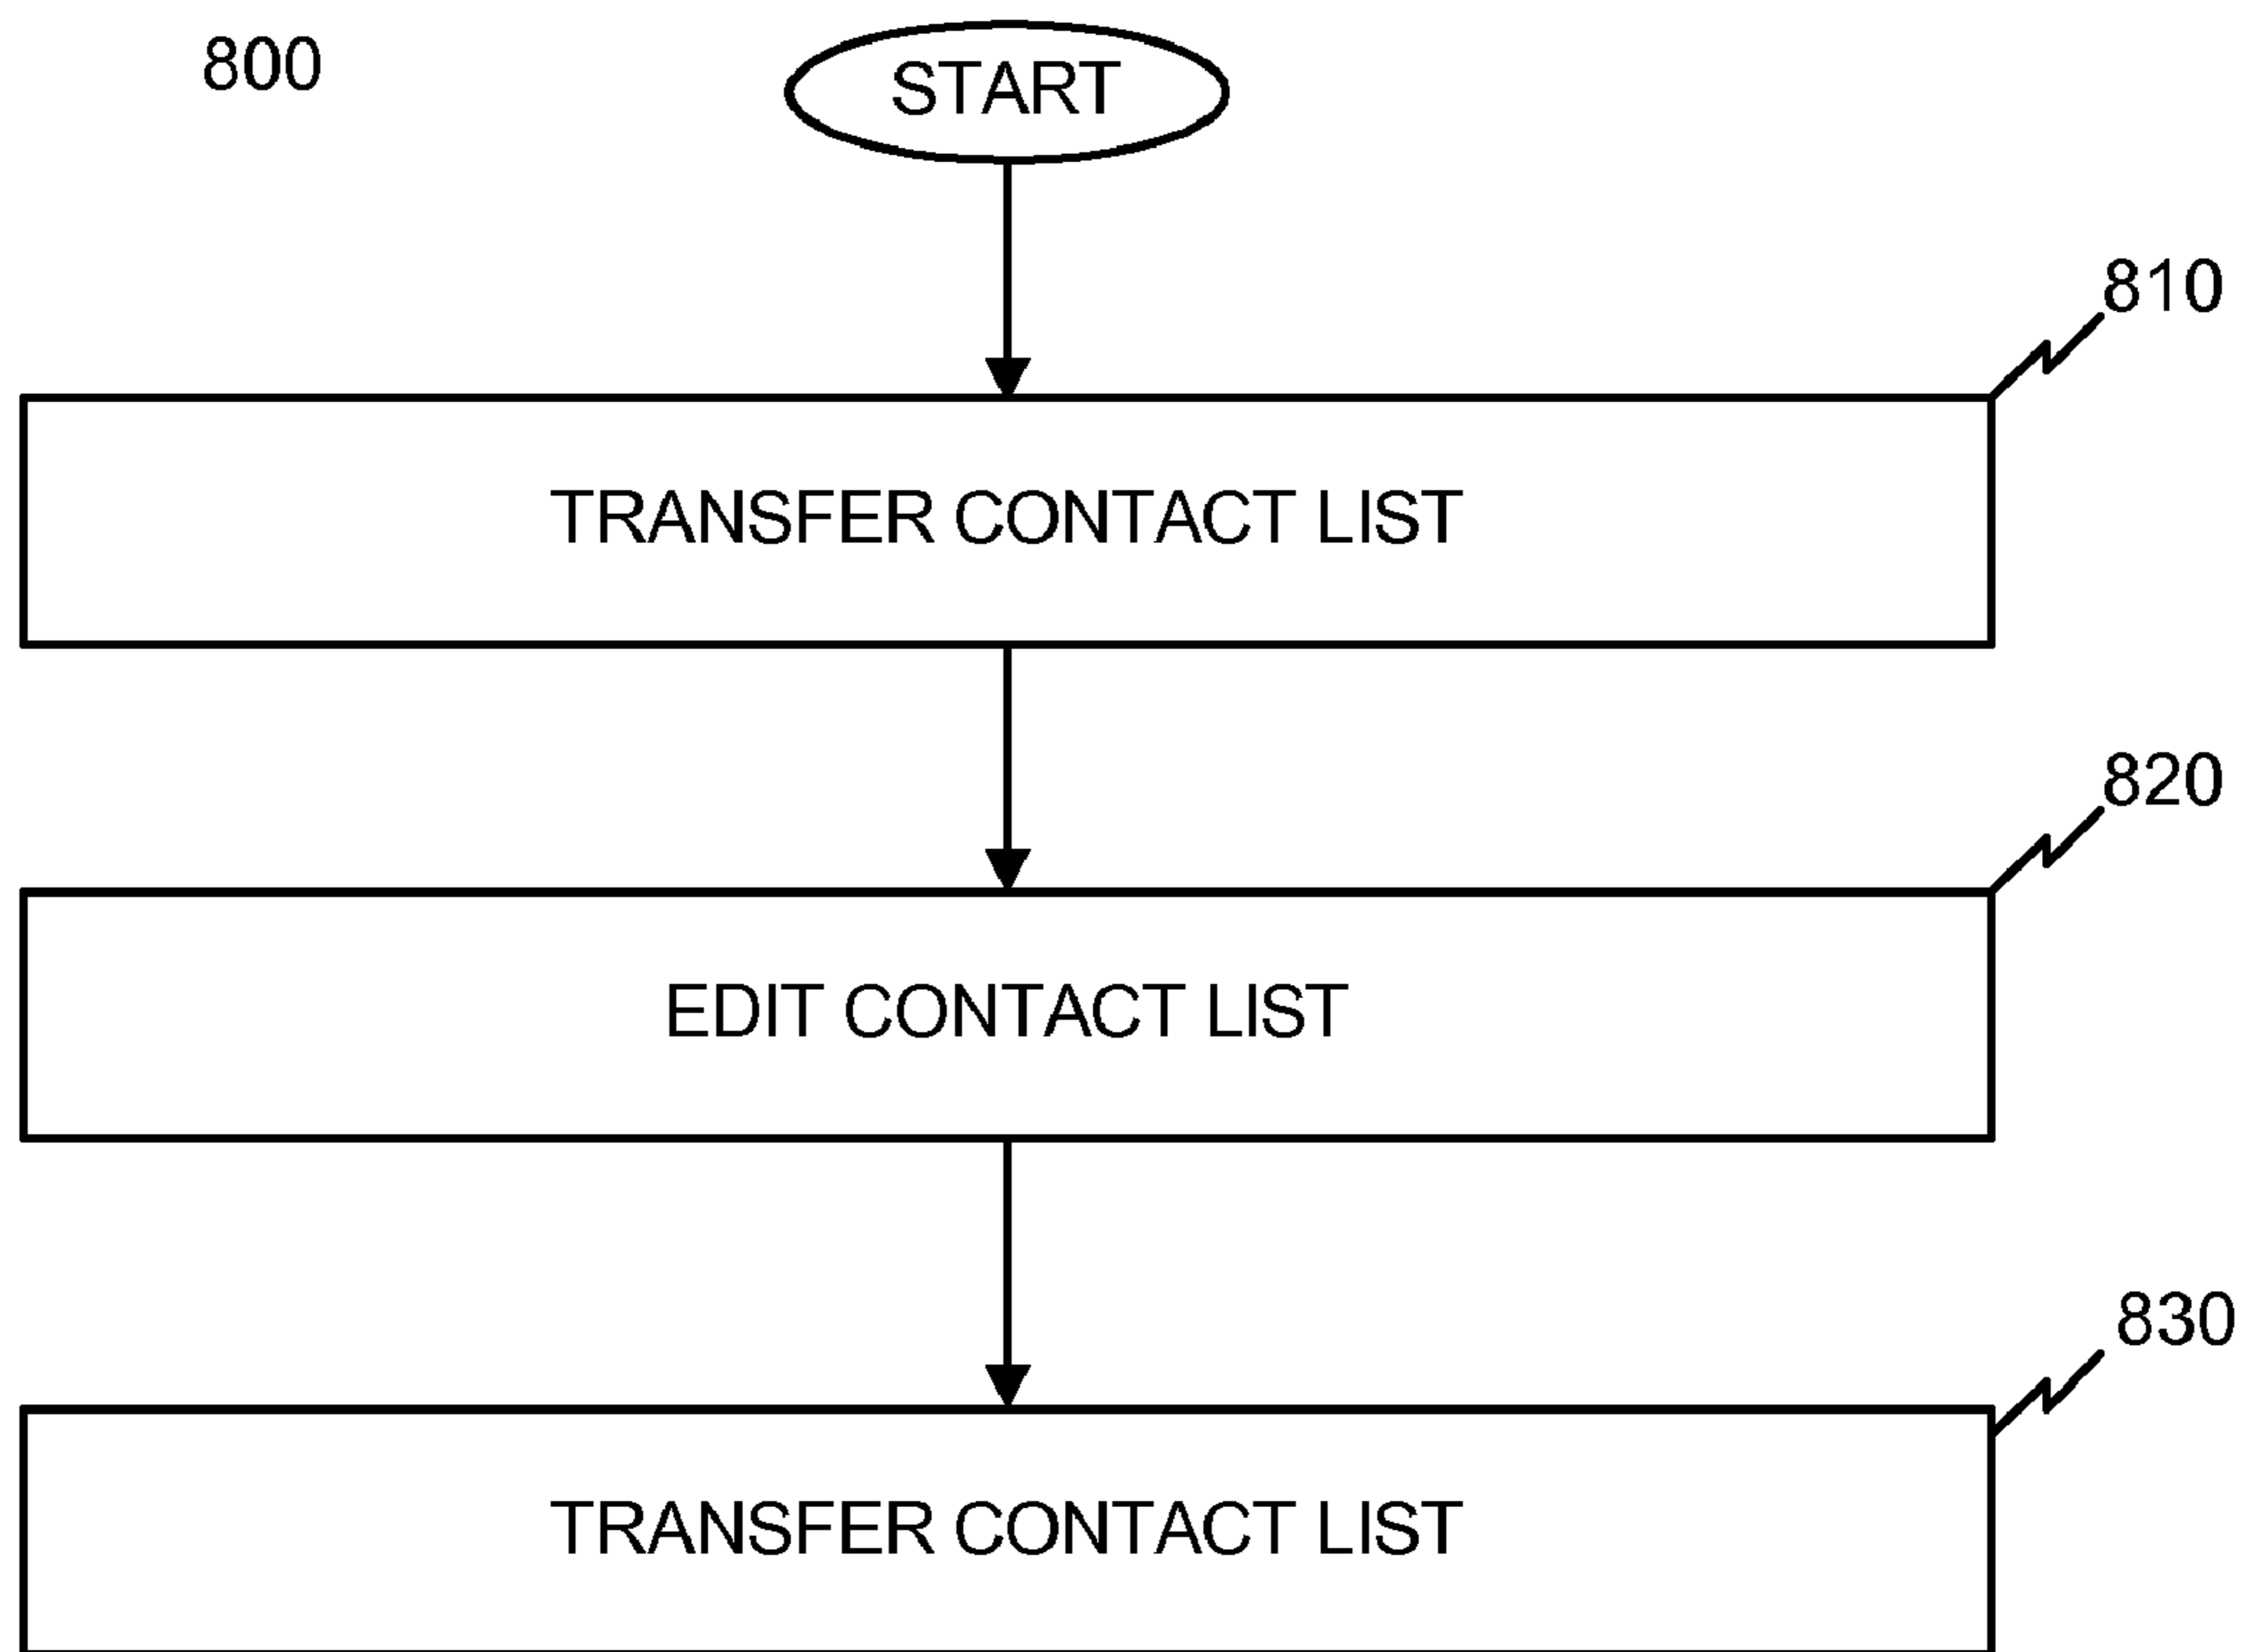 800
START
810
TRANSFER CONTACT LIST
820
EDIT CONTACT LIST
830
TRANSFER CONTACT LIST